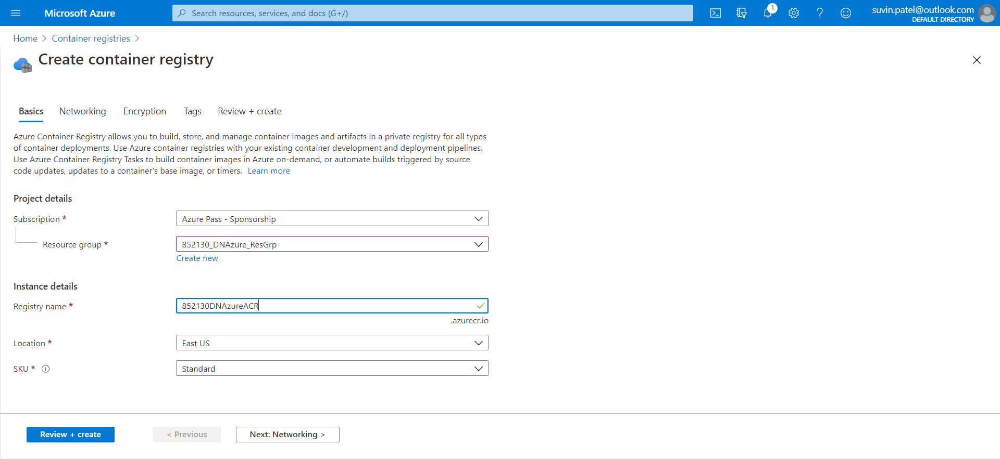 Microsoft Azure
Search resources, services, and docs (G+/)
1
suvin.patel@outlook.com
DEFAULT DIRECTORY
Home > Container registries >
Create container registry
Basics Networking Encryption Tags Review + create
Azure Container Registry allows you to build, store, and manage container images and artifacts in a private registry for all types
of container deployments. Use Azure container registries with your existing container development and deployment pipelines.
Use Azure Container Registry Tasks to build container images in Azure on-demand, or automate builds triggered by source
code updates, updates to a container's base image, or timers. Learn more
Project details
Subscription * Azure Pass - Sponsorship
Resource group * 852130_DNAzure_ResGrp
Create new
Instance details
Registry name * 852130DNAzureACR
.azurecr.io
Location * East US
SKU * Standard
Review + create < Previous Next: Networking >